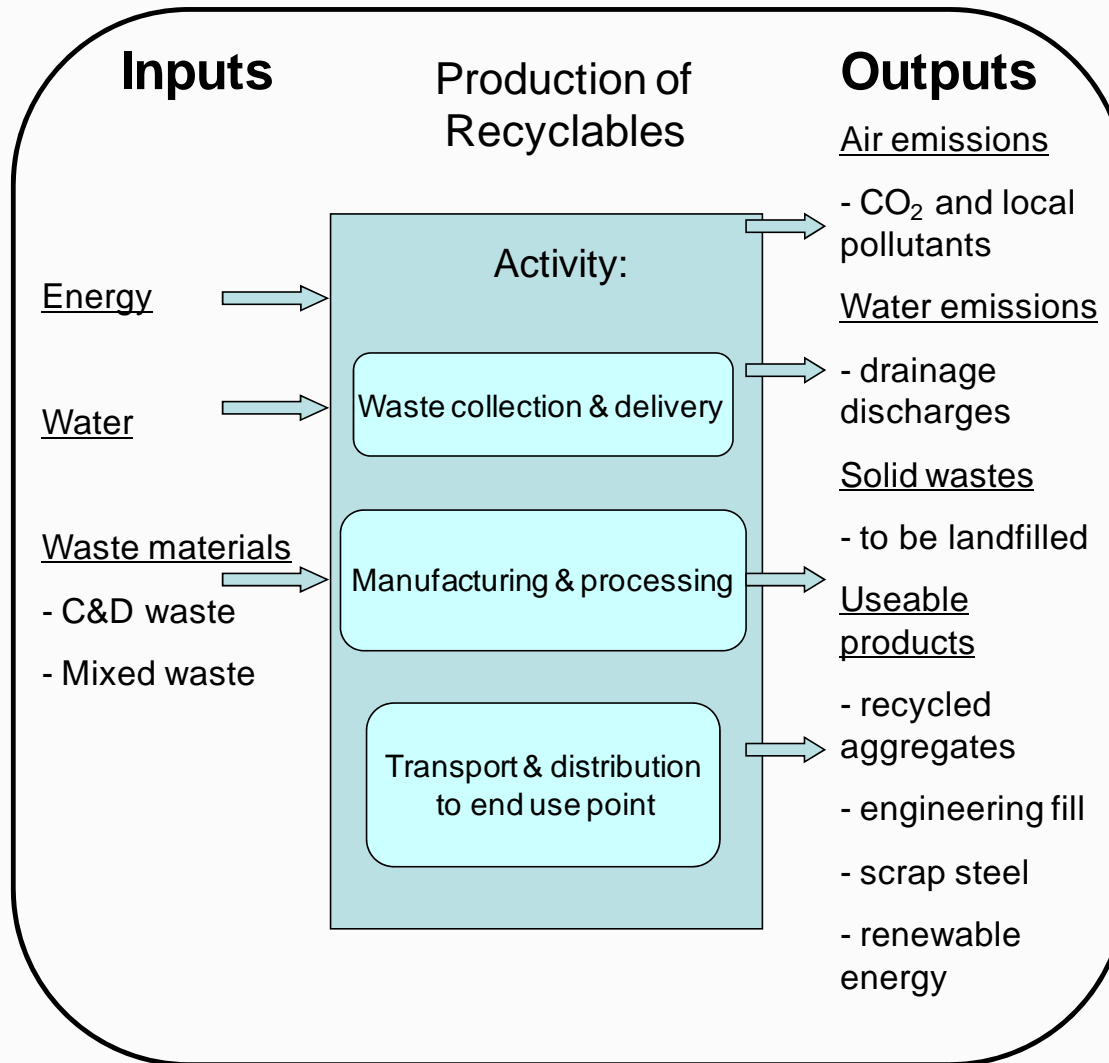 Inputs
Energy
Water
Waste materials
- C&D waste
- Mixed waste
Production of
Recyclables
Activity:
Waste collection & delivery
Manufacturing & processing
Transport & distribution
to end use point
Outputs
Air emissions
- CO₂ and local
pollutants
Water emissions
- drainage
discharges
Solid wastes
- to be landfilled
Useable
products
- recycled
aggregates
- engineering fill
- scrap steel
- renewable
energy